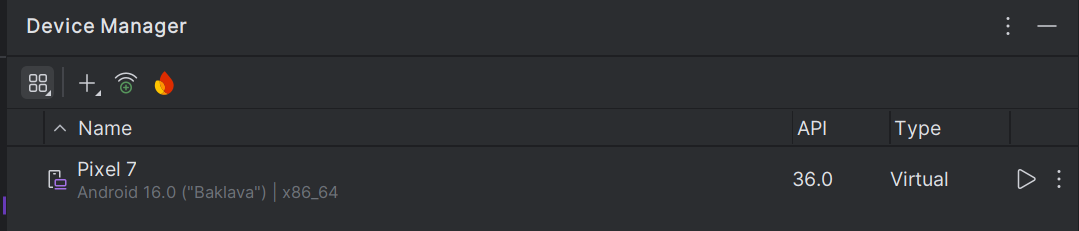 Device Manager
Name API Type
Pixel 7 36.0 Virtual
Android 16.0 ("Baklava") | x86_64